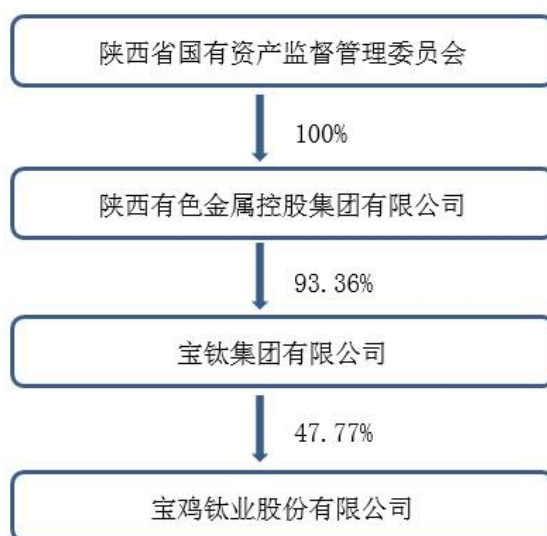 陕西省国有资产监督管理委员会
100%
陕西有色金属控股集团有限公司
93.36%
宝钛集团有限公司
47.77%
宝鸡钛业股份有限公司